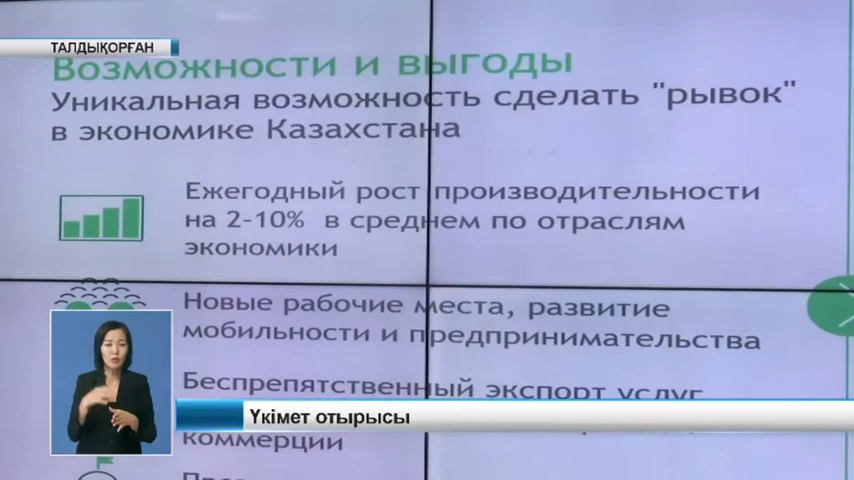 ТАЛДЫҚОРҒАН
Возможности и выгоды
Уникальная возможность сделать "рывок"
в экономике Казахстана
Ежегодный рост производительности
на 2-10% в среднем по отраслям
экономики
Новые рабочие места, развитие
мобильности и предпринимательства
Беспрепятственный экспорт услуг
Үкімет отырысы
коммерции